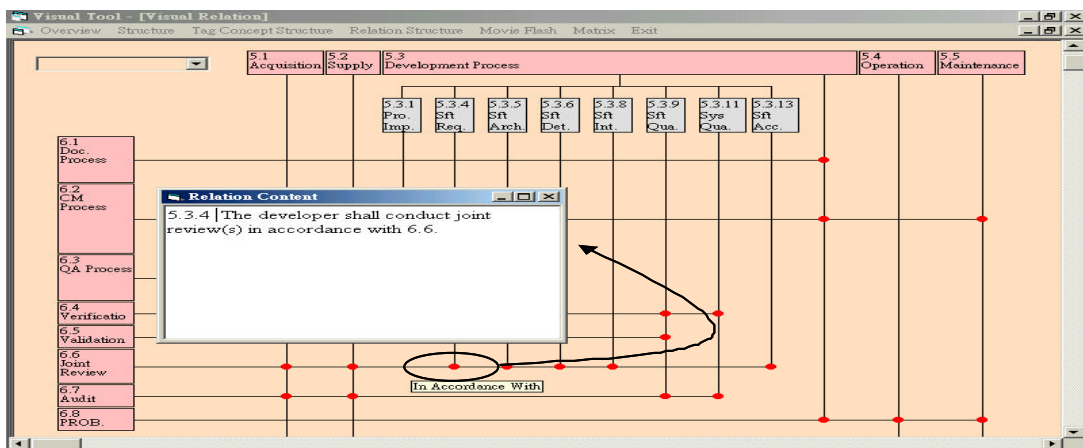 Visual Tool - [Visual Relation]
Overview Structure Tag Concept Structure Relation Structure Movie Flash Matrix Exit
5.1
Acquisition
5.2
Supply
5.3
Development Process
5.4
Operation
5.5
Maintenance
5.3.1
Pro.
Imp.
5.3.4
Sft
Req.
5.3.5
Sft
Arch.
5.3.6
Sft
Det.
5.3.8
Sft
Int.
5.3.9
Sft
Qua.
5.3.11
Sys
Qua.
5.3.13
Sft
Acc.
6.1
Doc.
Process
6.2
CM
Process
Relation Content
5.3.4 The developer shall conduct joint
review(s) in accordance with 6.6.
6.3
QA Process
6.4
Verificatio
6.5
Validation
6.6
Joint
Review
In Accordance With
6.7
Audit
6.8
PROB.